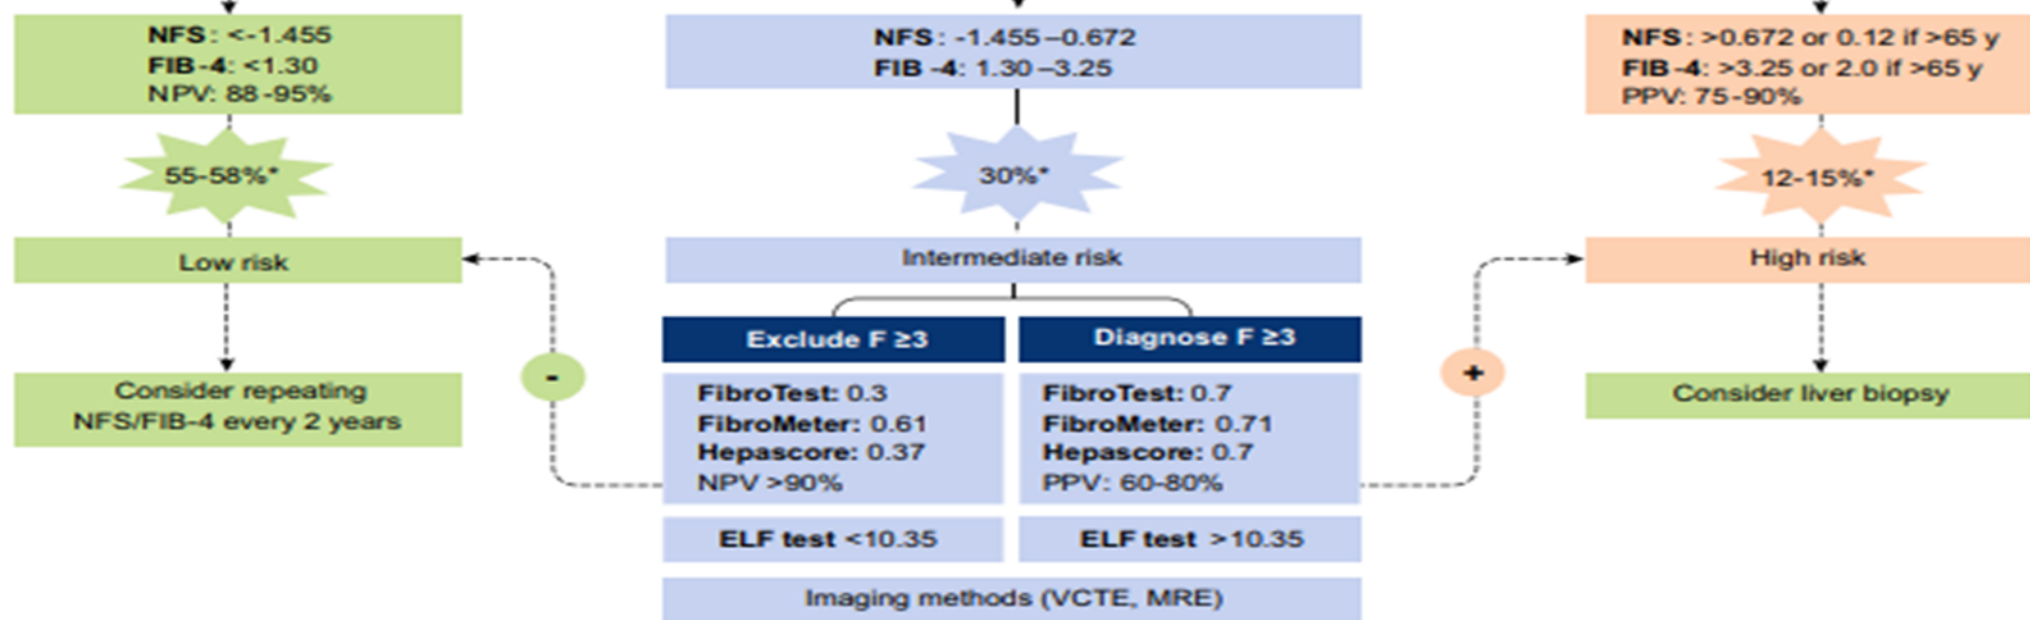 NFS: <-1.455
FIB-4: <1.30
NPV: 88-95%
55-58%*
Low risk
Consider repeating
NFS/FIB-4 every 2 years
-
NFS: -1.455–0.672
FIB -4: 1.30–3.25
30%*
Intermediate risk
Exclude F ≥3
FibroTest: 0.3
FibroMeter: 0.61
Hepascore: 0.37
NPV >90%
ELF test <10.35
Diagnose F ≥3
FibroTest: 0.7
FibroMeter: 0.71
Hepascore: 0.7
PPV: 60-80%
ELF test >10.35
Imaging methods (VCTE, MRE)
+
NFS: >0.672 or 0.12 if >65 y
FIB-4: >3.25 or 2.0 if >65 y
PPV: 75-90%
12-15%*
High risk
Consider liver biopsy